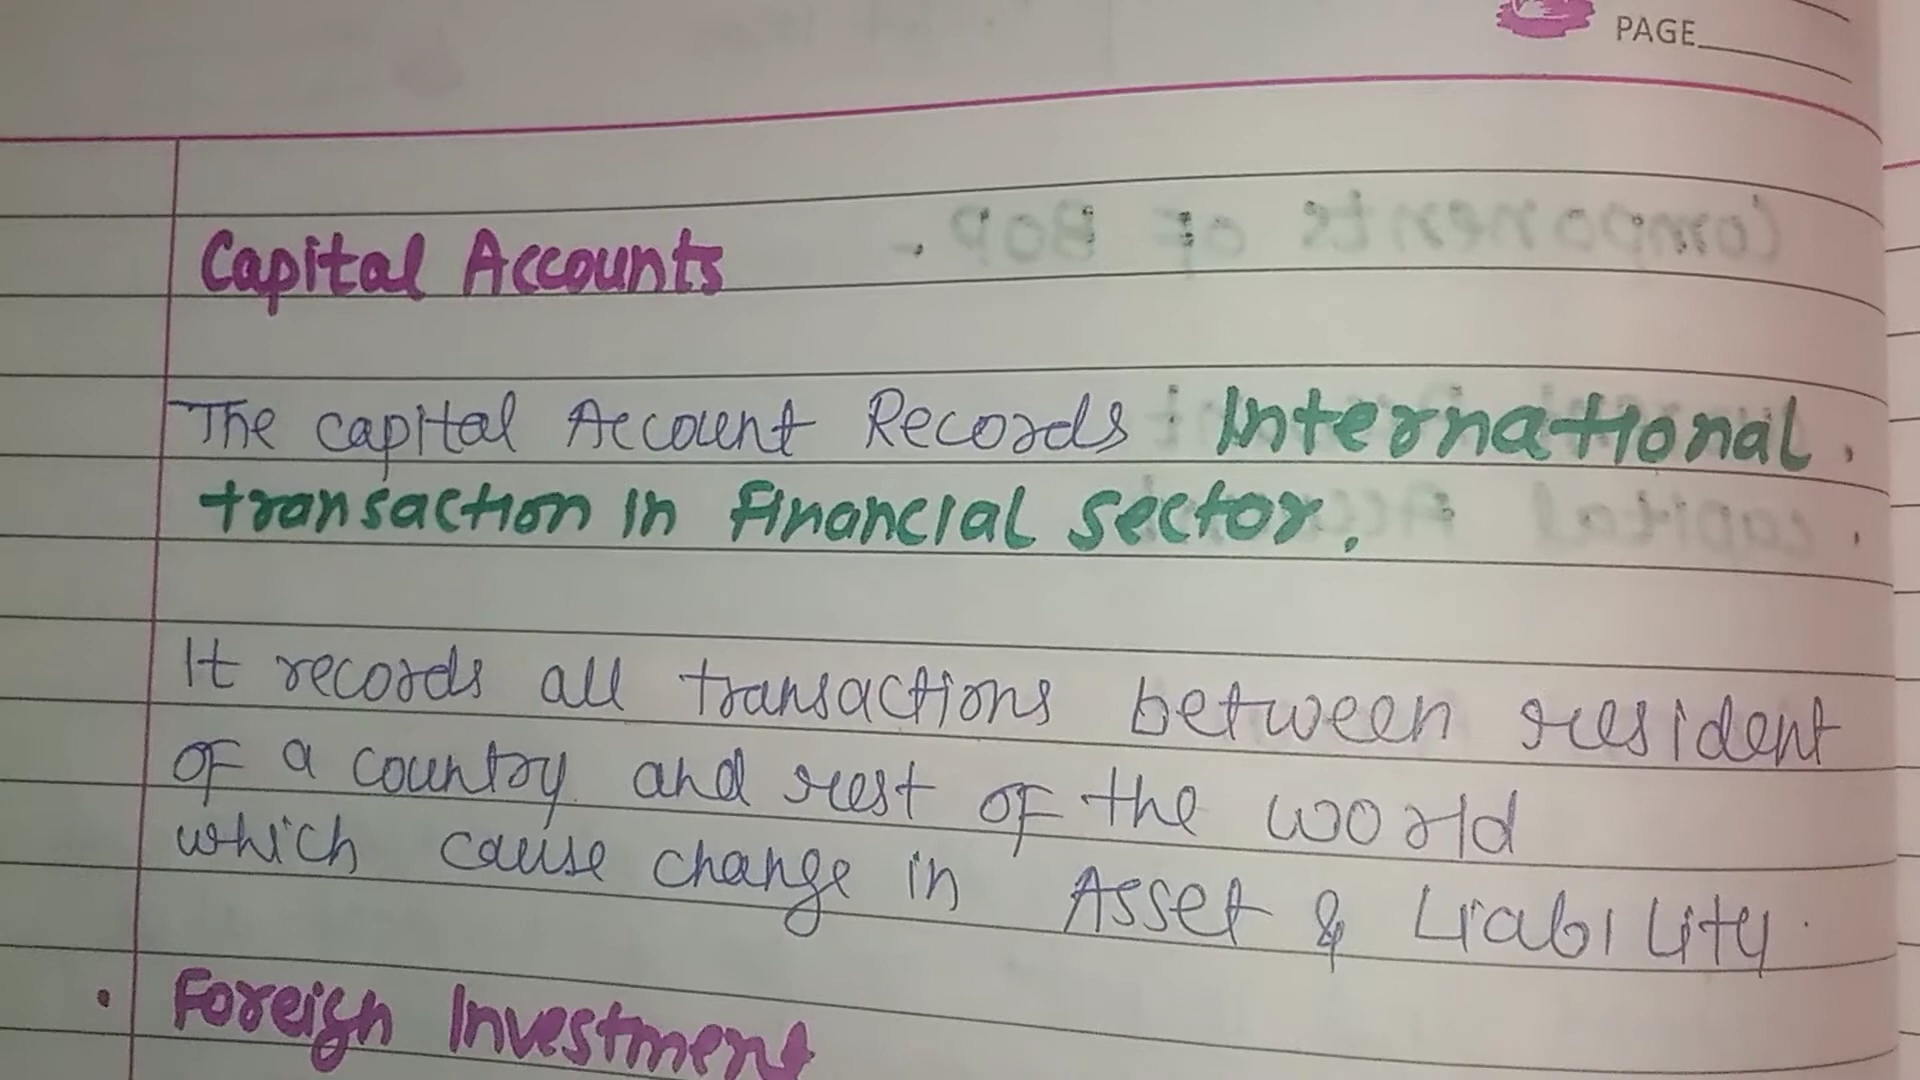 PAGE
Capital Accounts
The capital Account Records International
transaction in financial sector.
It records all transactions between resident
of a country and rest of the world
which cause change in Asset & Liability.
• Foreign Investment